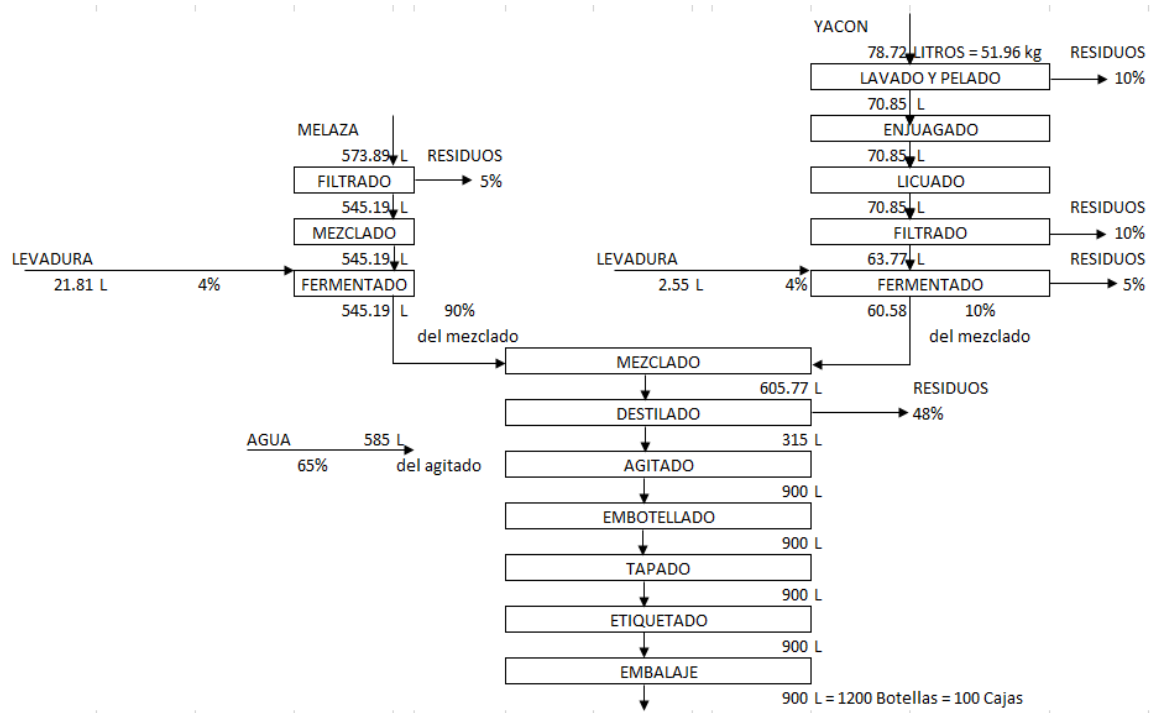 YACON
78.72 LITROS = 51.96 kg RESIDUOS
LAVADO Y PELADO 10%
70.85 L
MELAZA ENJUAGADO
573.89 L RESIDUOS 70.85 L
FILTRADO 5% LICUADO
545.19 L 70.85 L RESIDUOS
MEZCLADO FILTRADO 10%
LEVADURA 545.19 L LEVADURA 63.77 L RESIDUOS
21.81 L 4% FERMENTADO 2.55 L 4% FERMENTADO 5%
545.19 L 90% 60.58 10%
del mezclado del mezclado
MEZCLADO
605.77 L RESIDUOS
DESTILADO 48%
AGUA 585 L 315 L
65% del agitado AGITADO
900 L
EMBOTELLADO
900 L
TAPADO
900 L
ETIQUETADO
900 L
EMBALAJE
900 L = 1200 Botellas = 100 Cajas